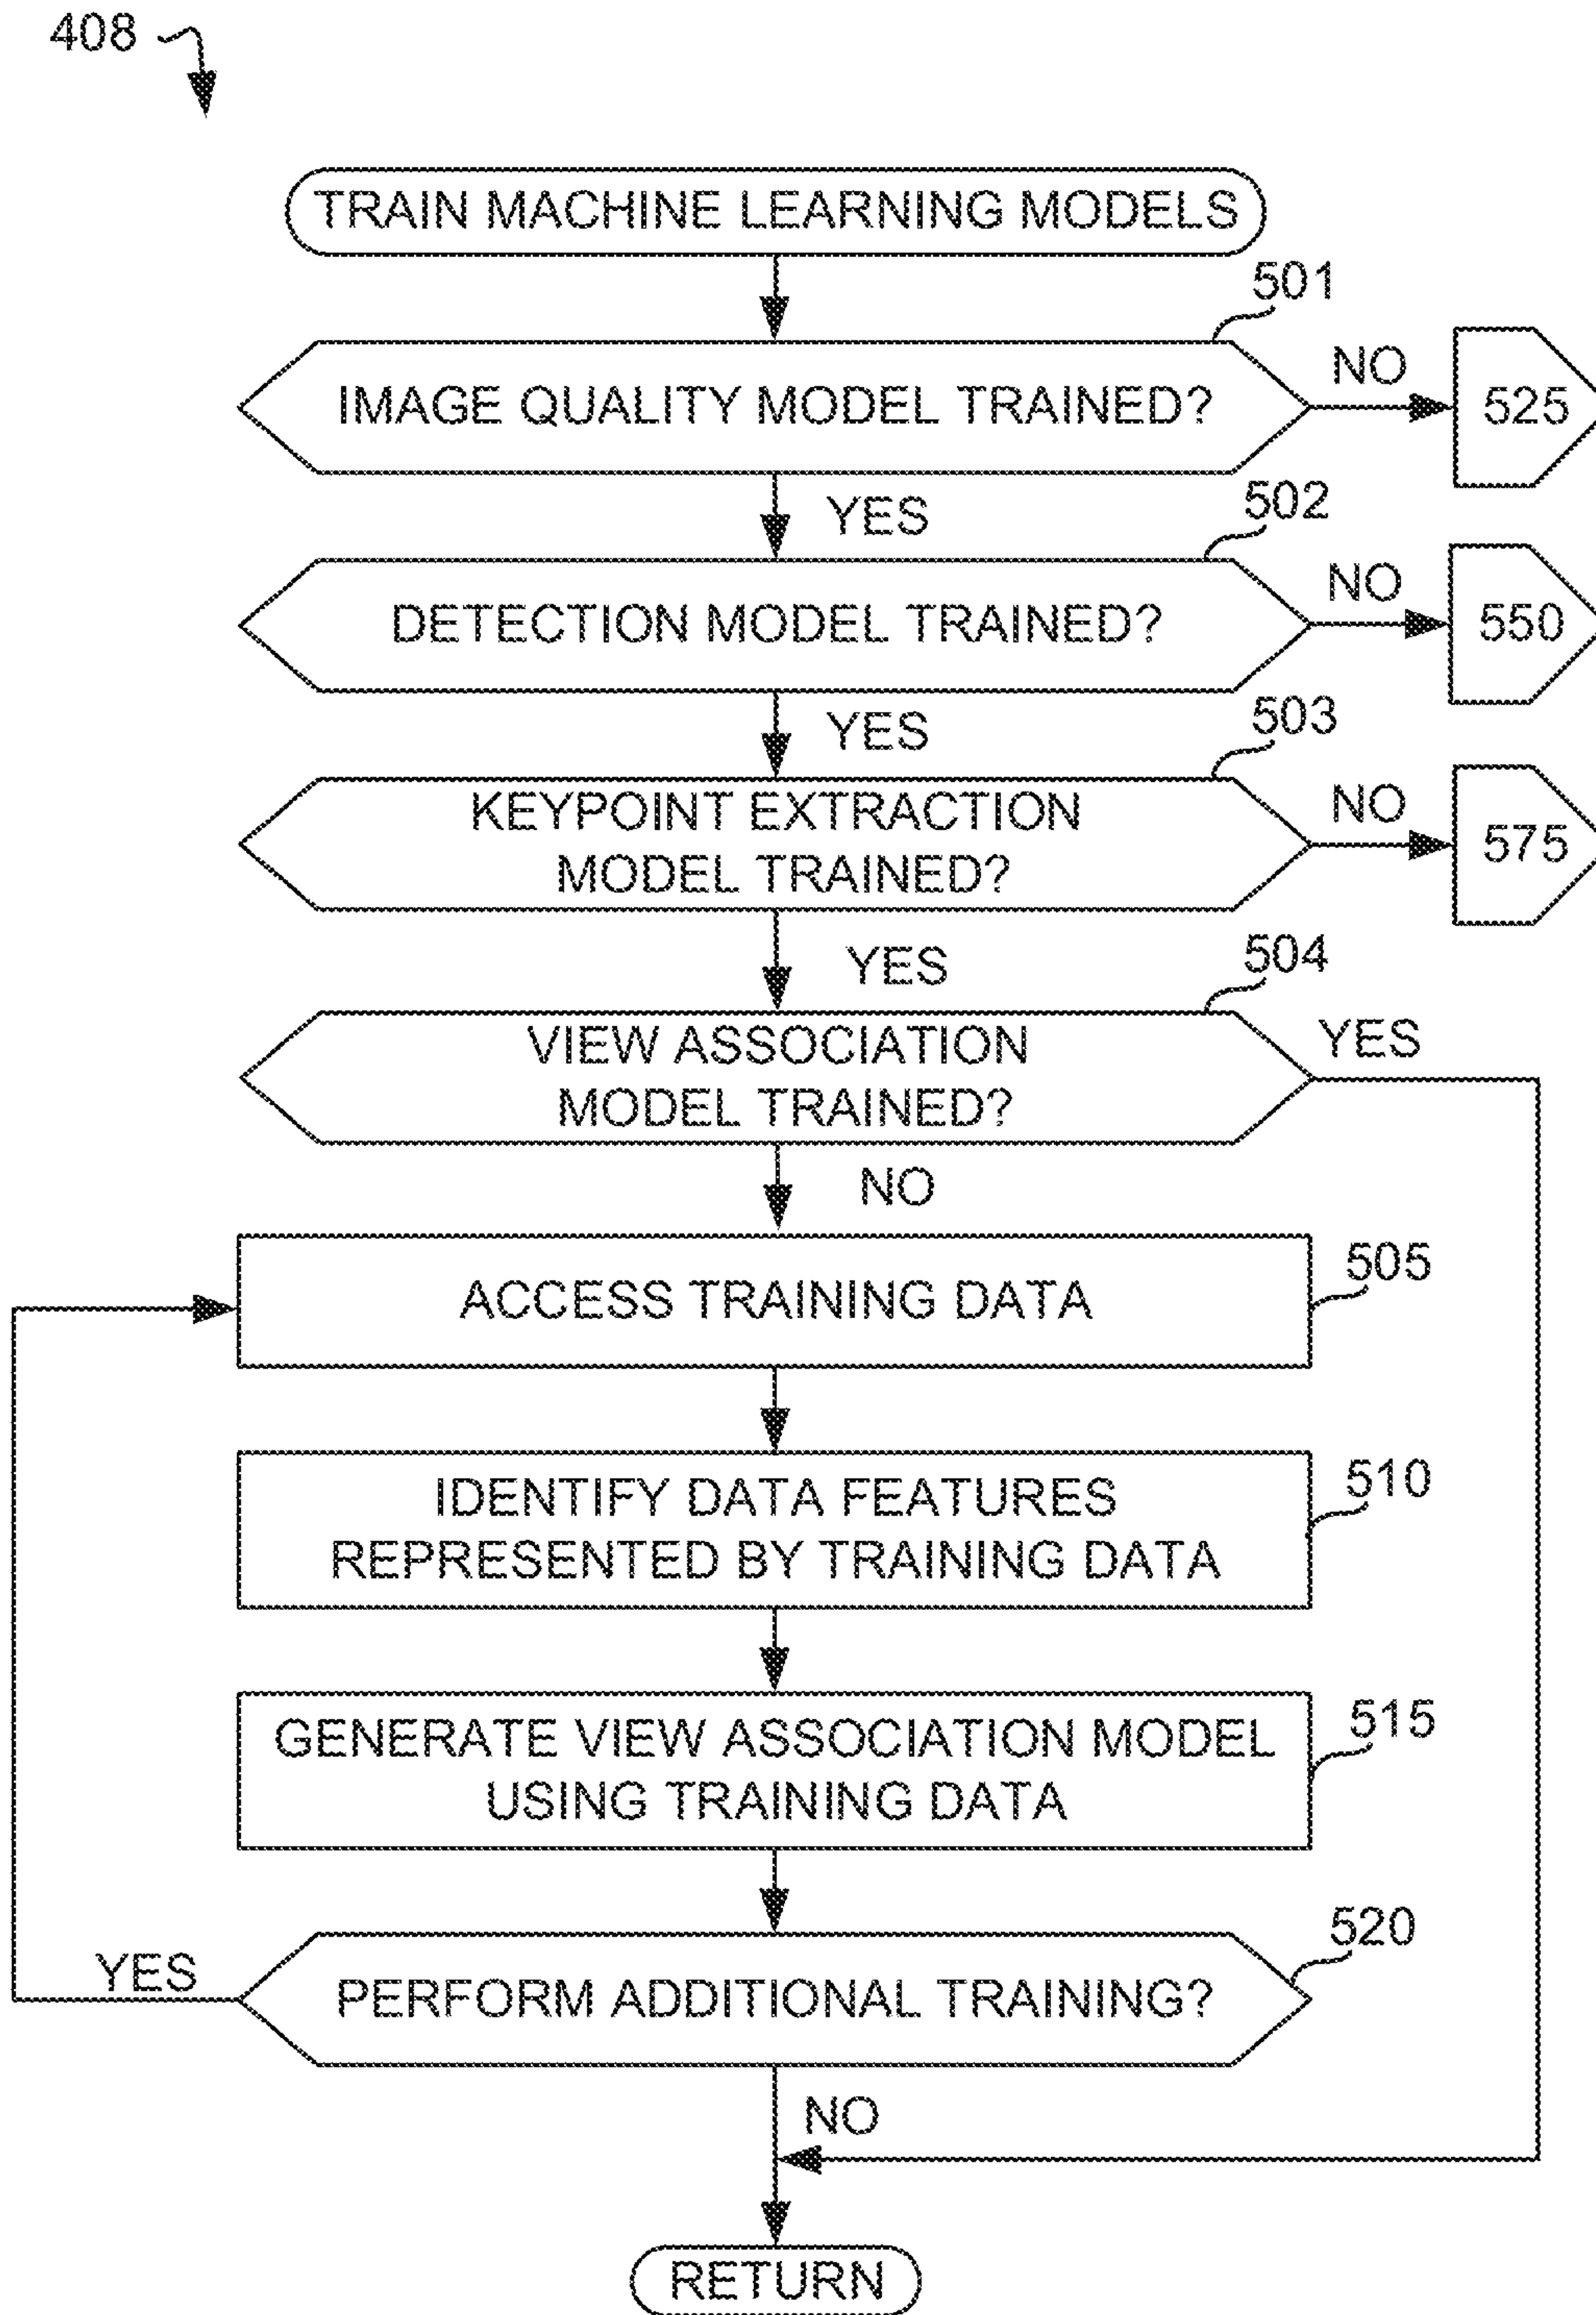 408
TRAIN MACHINE LEARNING MODELS
501
IMAGE QUALITY MODEL TRAINED?
NO
525
YES
502
DETECTION MODEL TRAINED?
NO
550
YES
503
KEYPOINT EXTRACTION
MODEL TRAINED?
NO
575
YES
504
VIEW ASSOCIATION
MODEL TRAINED?
YES
NO
505
ACCESS TRAINING DATA
510
IDENTIFY DATA FEATURES
REPRESENTED BY TRAINING DATA
515
GENERATE VIEW ASSOCIATION MODEL
USING TRAINING DATA
520
YES
PERFORM ADDITIONAL TRAINING?
NO
RETURN